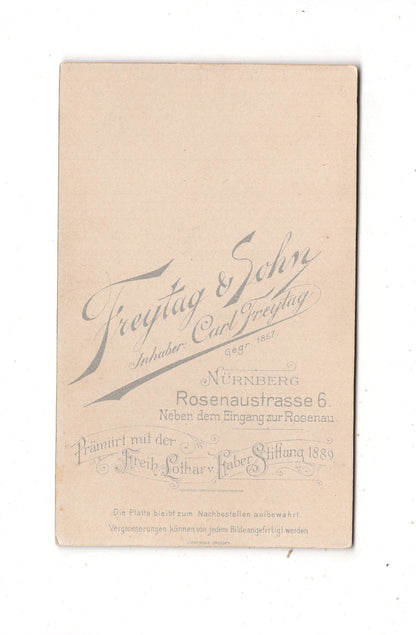 Freytag & Sohn
Inhaber: Carl Freytag
Gegr. 1867.
NÜRNBERG
Rosenaustrasse 6.
Neben dem Eingang zur Rosenau
Prämirt mit der
Freih. Lothar v. Faber Stiftung 1889
Die Platte bleibt zum Nachbestellen aufbewahrt.
Vergrösserungen können von jedem Bilde angefertigt werden